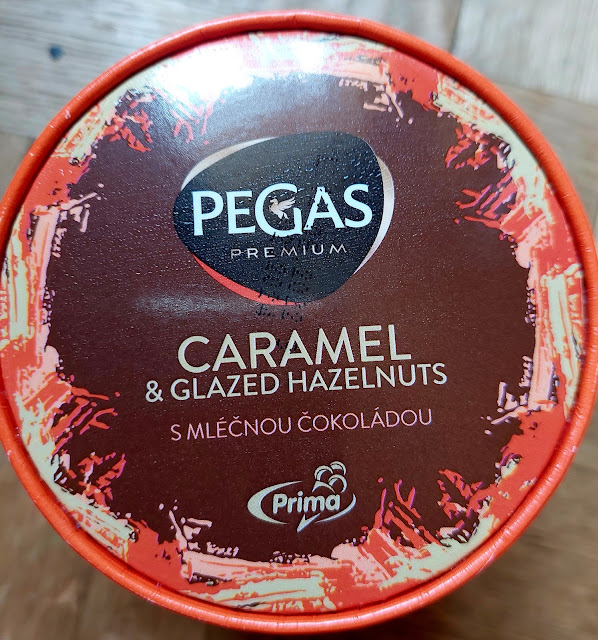 PEGAS
PREMIUM
CARAMEL
& GLAZED HAZELNUTS
S MLÉČNOU ČOKOLÁDOU
Prima